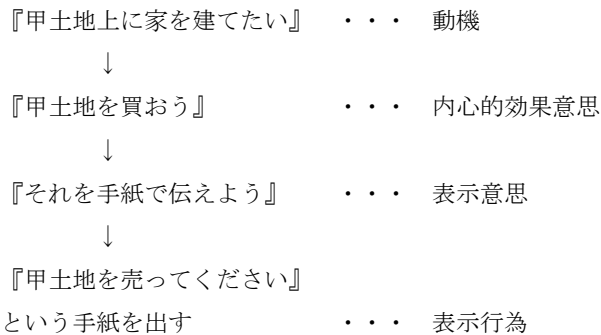 『甲土地上に家を建てたい』 ・・・ 動機
↓
『甲土地を買おう』 ・・・ 内心的効果意思
↓
『それを手紙で伝えよう』 ・・・ 表示意思
↓
『甲土地を売ってください』
という手紙を出す ・・・ 表示行為